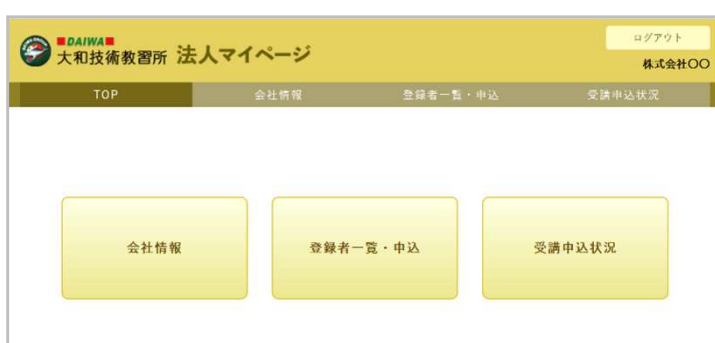 ■DAIWA■
大和技術教習所 法人マイページ
ログアウト
株式会社〇〇
TOP 会社情報 登録者一覧・申込 受講申込状況
会社情報 登録者一覧・申込 受講申込状況